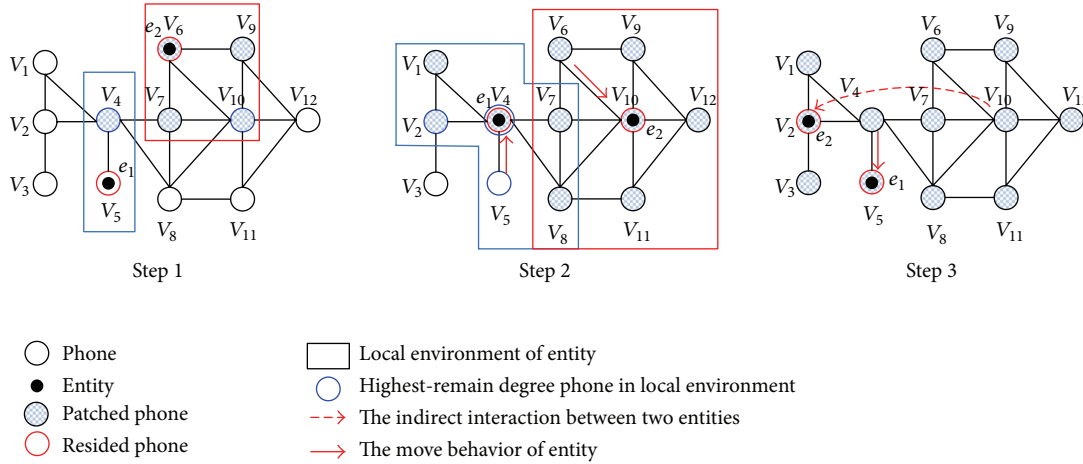 e2 V6 V9
V1 V4 V7 V10 V12
V2
V3 e1
V5 V8 V11
Step 1
V6 V9
V1 e1 V4 V7 V10 V12
V2 e2
V3
V5 V8 V11
Step 2
V6 V9
V1 V4 V7 V10
V2 e2
V3 e1
V5 V8 V11
Step 3
Phone
Entity
Patched phone
Resided phone
Local environment of entity
Highest-remain degree phone in local environment
The indirect interaction between two entities
The move behavior of entity